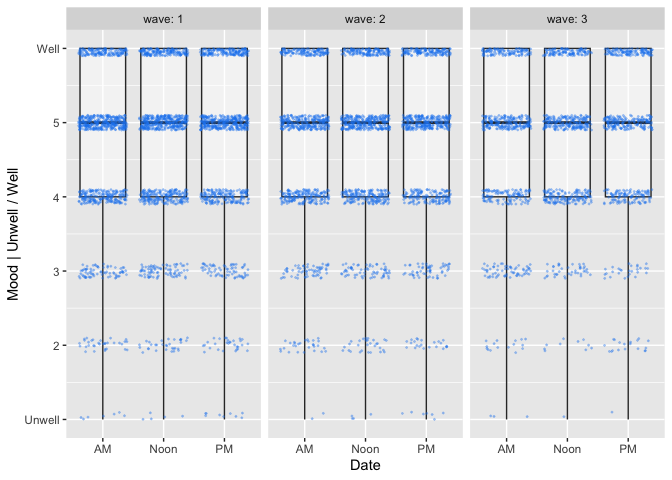 wave: 1 wave: 2 wave: 3
Well
5
4
3
2
Unwell
Mood | Unwell / Well
AM Noon PM AM Noon PM AM Noon PM
Date